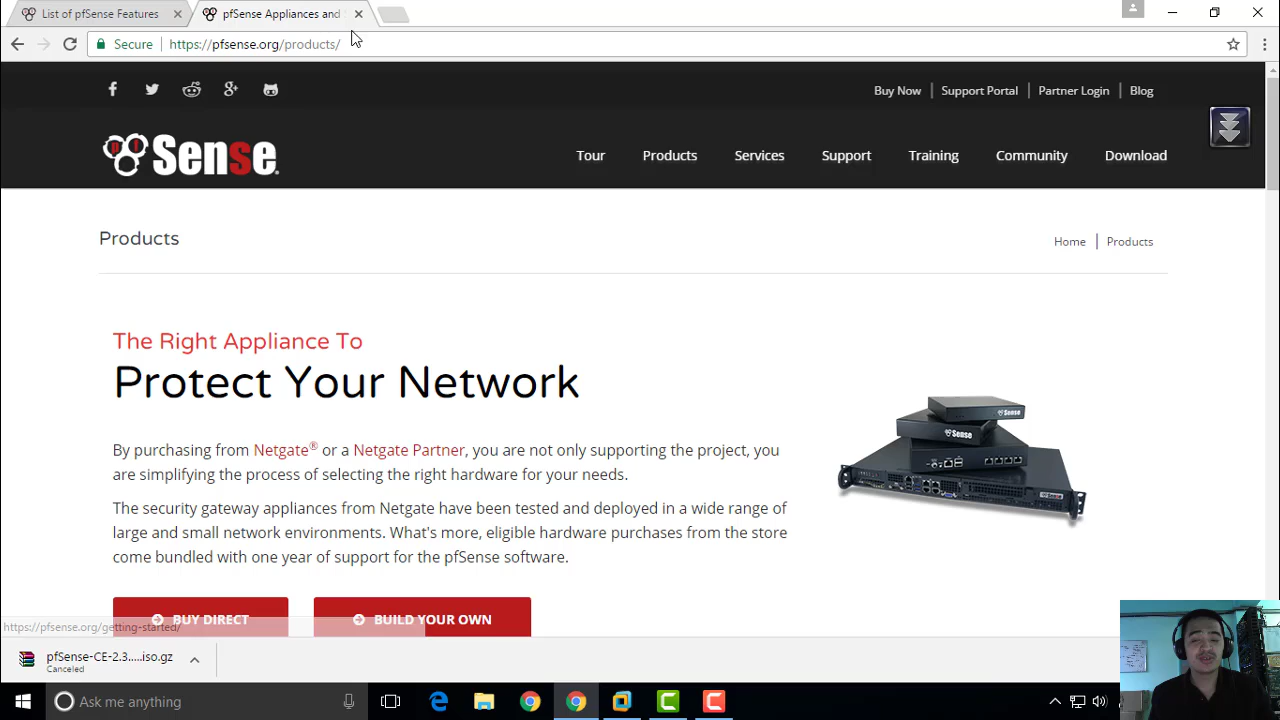 List of pfSense Features
pfSense Appliances and
Secure
https://pfsense.org/products/
Buy Now
Support Portal
Partner Login
Blog
pf Sense
Tour
Products
Services
Support
Training
Community
Download
Products
Home
Products
The Right Appliance To
Protect Your Network
By purchasing from Netgate® or a Netgate Partner, you are not only supporting the project, you
are simplifying the process of selecting the right hardware for your needs.
The security gateway appliances from Netgate have been tested and deployed in a wide range of
large and small network environments. What's more, eligible hardware purchases from the store
come bundled with one year of support for the pfSense software.
Sense
Sense
Sense
BUY DIRECT
BUILD YOUR OWN
https://pfsense.org/getting-started/
pfSense-CE-2.3.....iso.gz
Canceled
Ask me anything